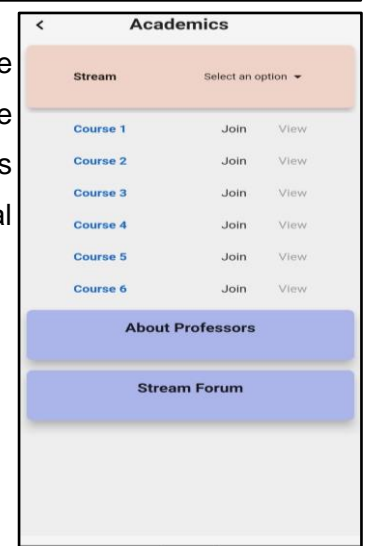 < Academics
e
Stream Select an option
e
s
Course 1 Join View
Course 2 Join View
Course 3 Join View
al
Course 4 Join View
Course 5 Join View
Course 6 Join View
About Professors
Stream Forum